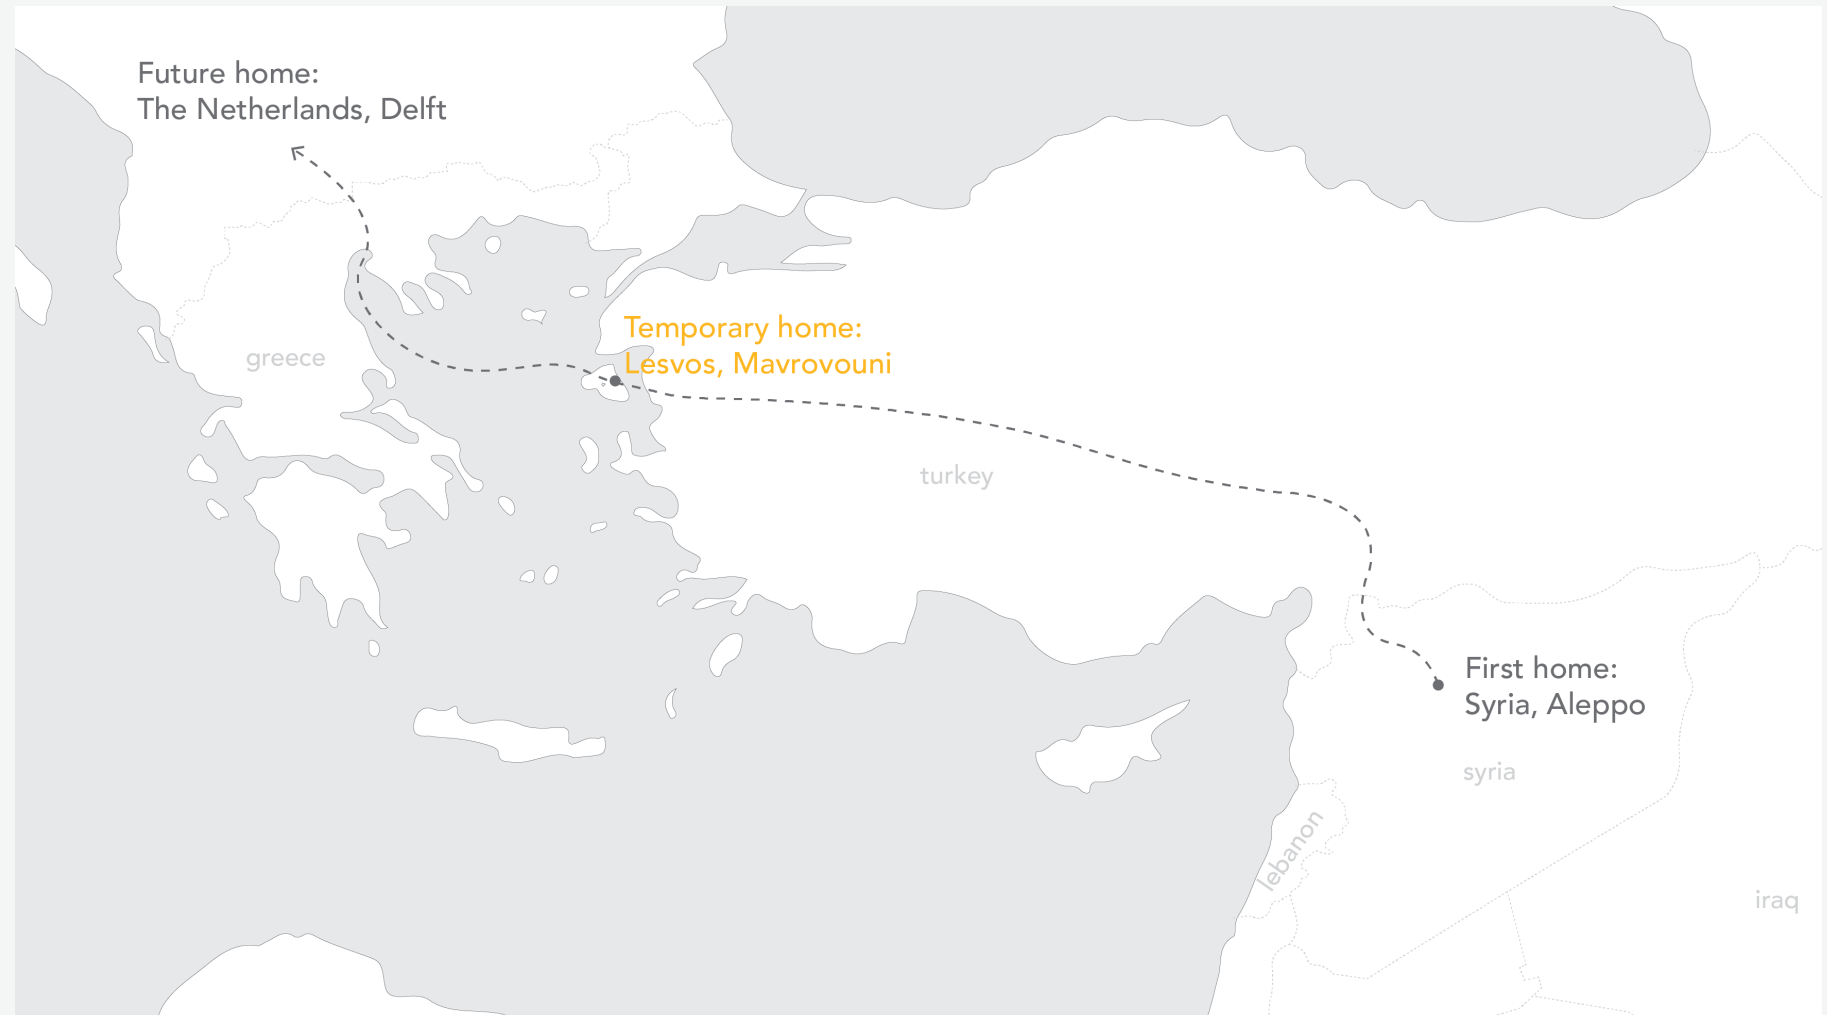 Future home:
The Netherlands, Delft
Temporary home:
Lesvos, Mavrovouni
greece
turkey
First home:
Syria, Aleppo
syria
lebanon
iraq